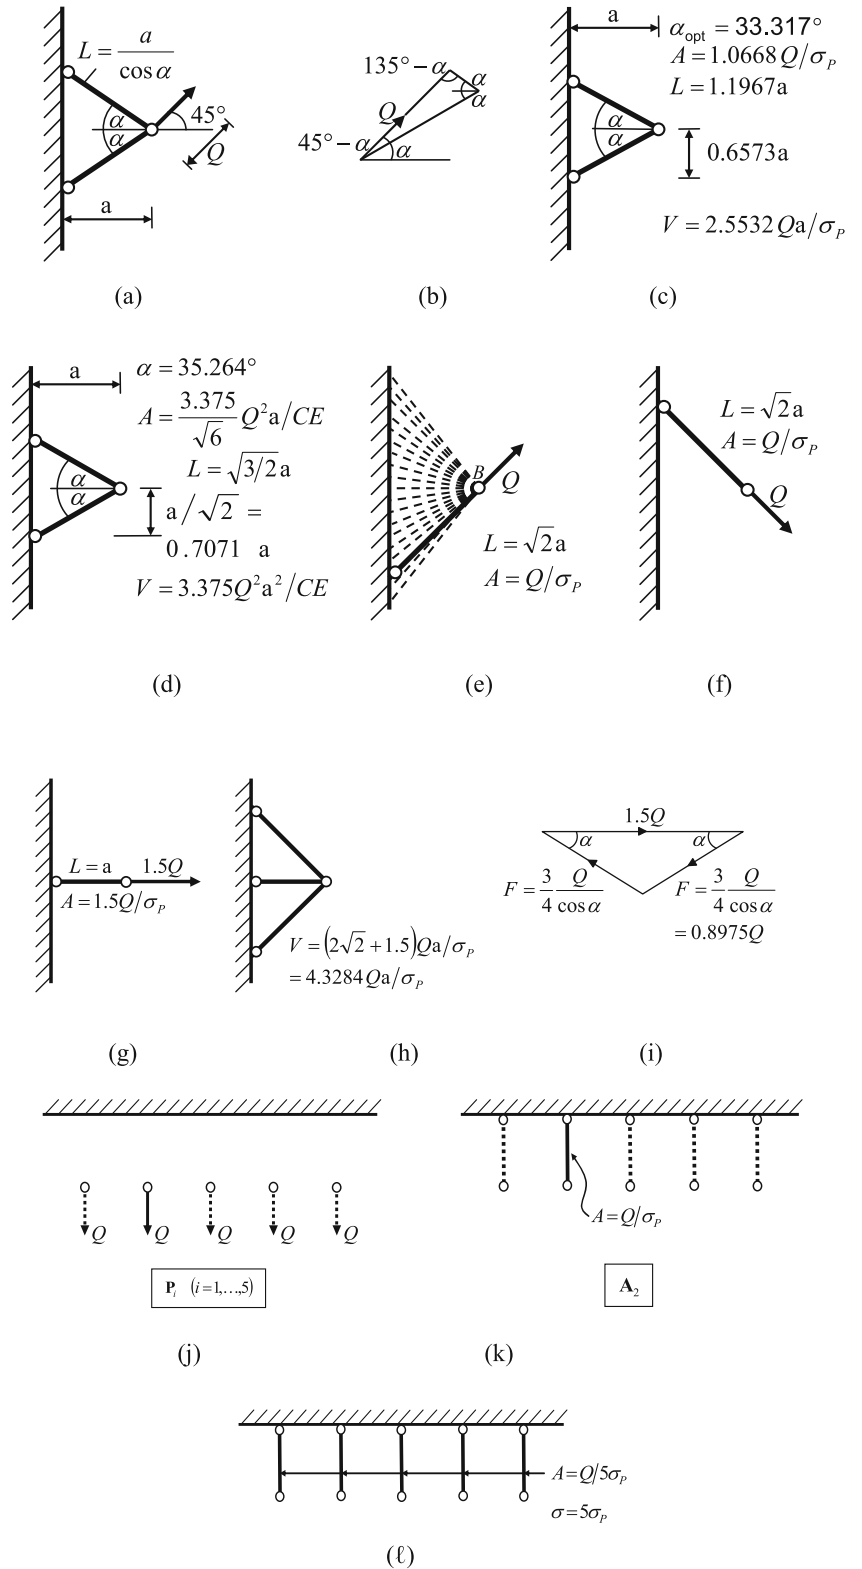 L = a/cos α
α
α
45°
Q
a
(a)
135° − α
α
α
Q
45° − α
α
(b)
a
α_opt = 33.317°
A = 1.0668 Q/σ_P
L = 1.1967a
α
α
0.6573a
V = 2.5532 Qa/σ_P
(c)
a
α = 35.264°
A = 3.375/√6 Q²a/CE
L = √(3/2) a
α
α
a/√2 =
0.7071 a
V = 3.375Q²a²/CE
(d)
B
Q
L = √2 a
A = Q/σ_P
(e)
L = √2 a
A = Q/σ_P
Q
(f)
L = a
1.5Q
A = 1.5Q/σ_P
(g)
V = (2√2 + 1.5)Qa/σ_P
= 4.3284Qa/σ_P
(h)
1.5Q
α
α
F = 3/4 Q/cos α
F = 3/4 Q/cos α
= 0.8975Q
(i)
Q
Q
Q
Q
Q
P_i (i = 1,...,5)
(j)
A = Q/σ_P
A_2
(k)
A = Q/5σ_P
σ = 5σ_P
(ℓ)